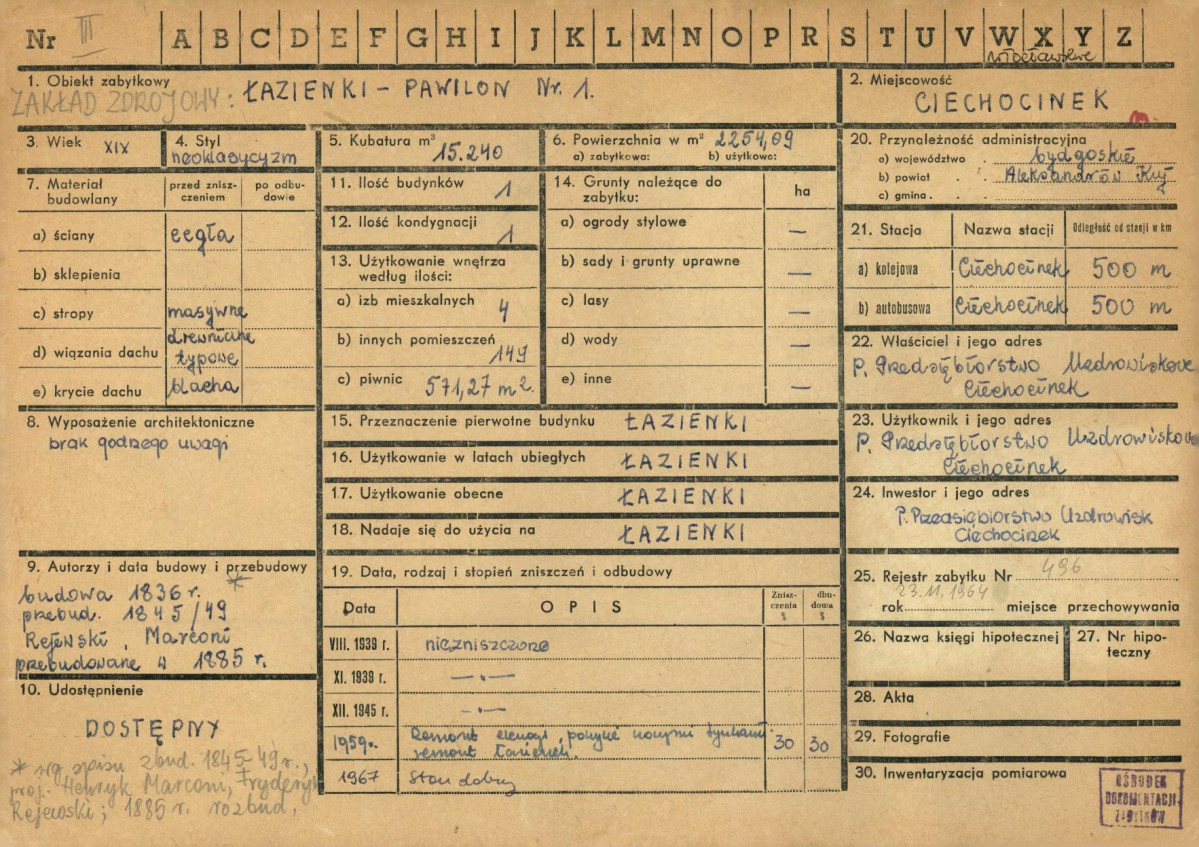 Nr III A B C D E F G H I J K L M N O P R S T U V W X Y Z
włocławskie
1. Obiekt zabytkowy
ZAKŁAD ZDROJOWY: ŁAZIENKI - PAWILON Nr. 1.
2. Miejscowość
CIECHOCINEK
3. Wiek XIX
4. Styl
neoklasycyzm
5. Kubatura m³
15.240
6. Powierzchnia w m² 2254,09
a) zabytkowa: b) użytkowo:
7. Materiał budowlany
przed zniszczeniem
po odbudowie
a) ściany cegła
b) sklepienia
c) stropy masywne
d) wiązania dachu drewniane
typowe
e) krycie dachu blacha
8. Wyposażenie architektoniczne
brak godzego uwagi
9. Autorzy i data budowy i przebudowy
*
budowa 1836 r.
przebud. 1845/49
Rejewski, Marconi
przebudowane w 1885 r.
10. Udostępnienie
DOSTĘPNY
* wg spisu zbud. 1845-49 r.,
proj. Henryk Marconi, Fryderyk
Rejewski; 1885 r. rozbud.
11. Ilość budynków 1
12. Ilość kondygnacji
1
13. Użytkowanie wnętrza
według ilości:
a) izb mieszkalnych 4
b) innych pomieszczeń
149
c) piwnic 571,27 m2.
14. Grunty należące do
zabytku:
ha
a) ogrody stylowe —
b) sady i grunty uprawne —
c) lasy —
d) wody —
e) inne —
15. Przeznaczenie pierwotne budynku ŁAZIENKI
16. Użytkowanie w latach ubiegłych ŁAZIENKI
17. Użytkowanie obecne ŁAZIENKI
18. Nadaje się do użycia na ŁAZIENKI
19. Data, rodzaj i stopień zniszczeń i odbudowy
Data OPIS Zniszczenia % dbudowa %
VIII. 1939 r. niezniszczone
XI. 1939 r. —.—
XII. 1945 r. —.—
1959 r. Remont elewacji, pokrycie nowymi tynkami
remont Łazienek. 30 30
1967 Stan dobry
20. Przynależność administracyjna
a) województwo bydgoskie
b) powiat Aleksandrów Kuj
c) gmina
21. Stacja Nazwa stacji Odległość od stacji w km
a) kolejowa Ciechocinek 500 m
b) autobusowa Ciechocinek 500 m
22. Właściciel i jego adres
P. Przedsiębiorstwo Uzdrowiskowe
Ciechocinek
23. Użytkownik i jego adres
P. Przedsiębiorstwo Uzdrowiskowe
Ciechocinek
24. Inwestor i jego adres
P. Przedsiębiorstwo Uzdrowisk
Ciechocinek
25. Rejestr zabytku Nr 496
23.11.1964
rok miejsce przechowywania
26. Nazwa księgi hipotecznej
27. Nr hipoteczny
28. Akta
29. Fotografie
30. Inwentaryzacja pomiarowa
OŚRODEK
DOKUMENTACJI
ZABYTKÓW